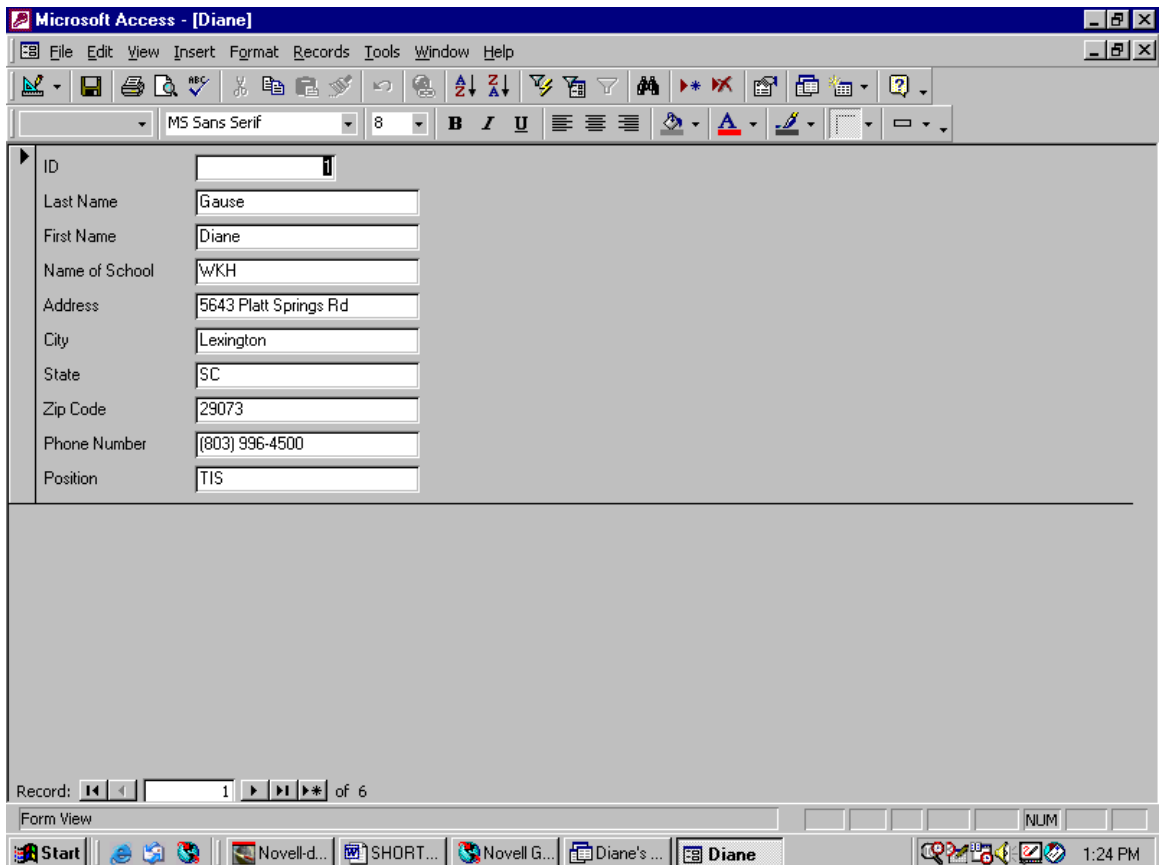 Microsoft Access - [Diane]
File Edit View Insert Format Records Tools Window Help
ABC A Z Z A
MS Sans Serif 8 B I U A
ID 1
Last Name Gause
First Name Diane
Name of School WKH
Address 5643 Platt Springs Rd
City Lexington
State SC
Zip Code 29073
Phone Number (803) 996-4500
Position TIS
Record: 1 of 6
Form View NUM
Start Novell-d... SHORT... Novell G... Diane's ... Diane 1:24 PM